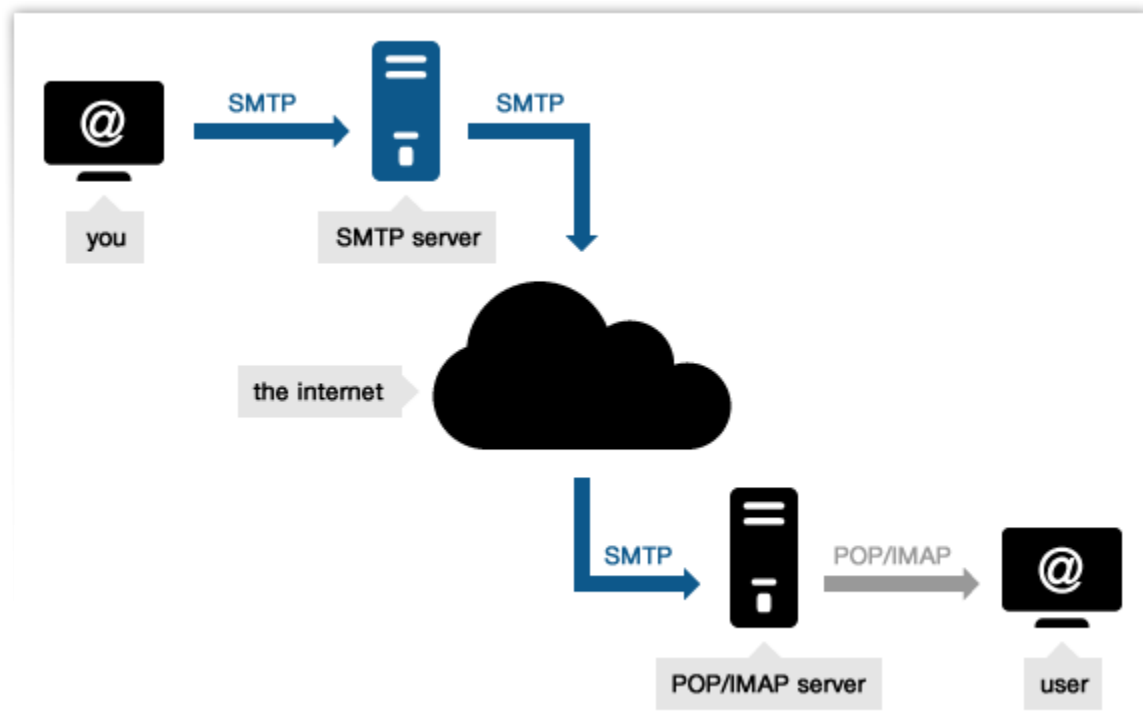 @
SMTP
SMTP
you
SMTP server
the internet
SMTP
POP/IMAP
@
POP/IMAP server
user